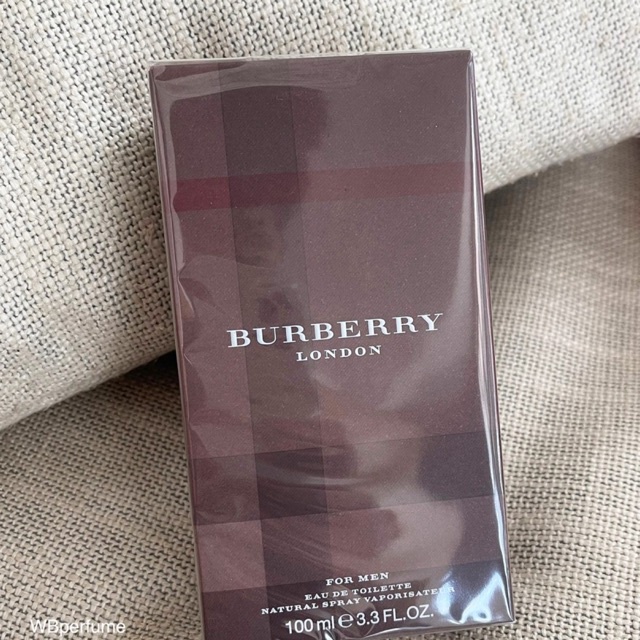 BURBERRY
LONDON
FOR MEN
EAU DE TOILETTE
NATURAL SPRAY VAPORISATEUR
100 ml ℮ 3.3 FL.OZ.
WBperfume